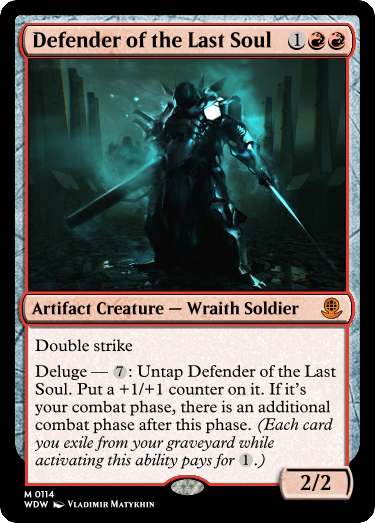 Defender of the Last Soul 1
Artifact Creature — Wraith Soldier
Double strike
Deluge — 7: Untap Defender of the Last
Soul. Put a +1/+1 counter on it. If it's
your combat phase, there is an additional
combat phase after this phase. (Each card
you exile from your graveyard while
activating this ability pays for 1.)
2/2
M 0114
WDW Vladimir Matykhin